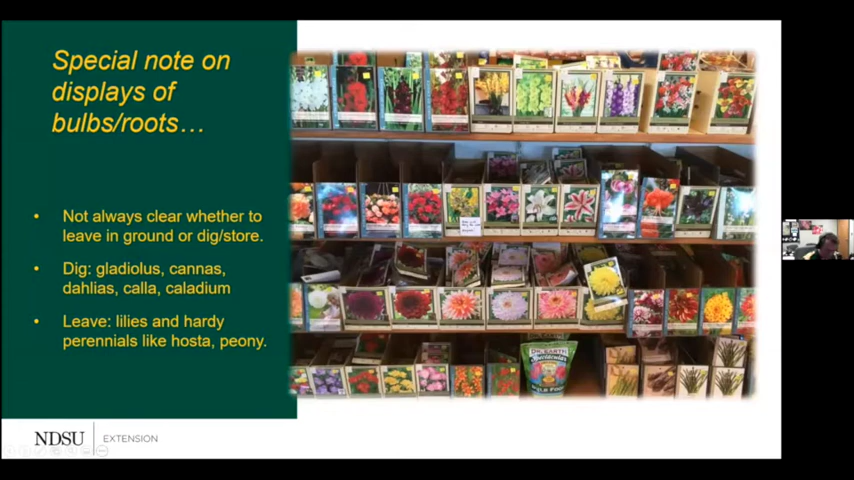 Special note on
displays of
bulbs/roots…
• Not always clear whether to
leave in ground or dig/store.
• Dig: gladiolus, cannas,
dahlias, calla, caladium
• Leave: lilies and hardy
perennials like hosta, peony.
NDSU EXTENSION